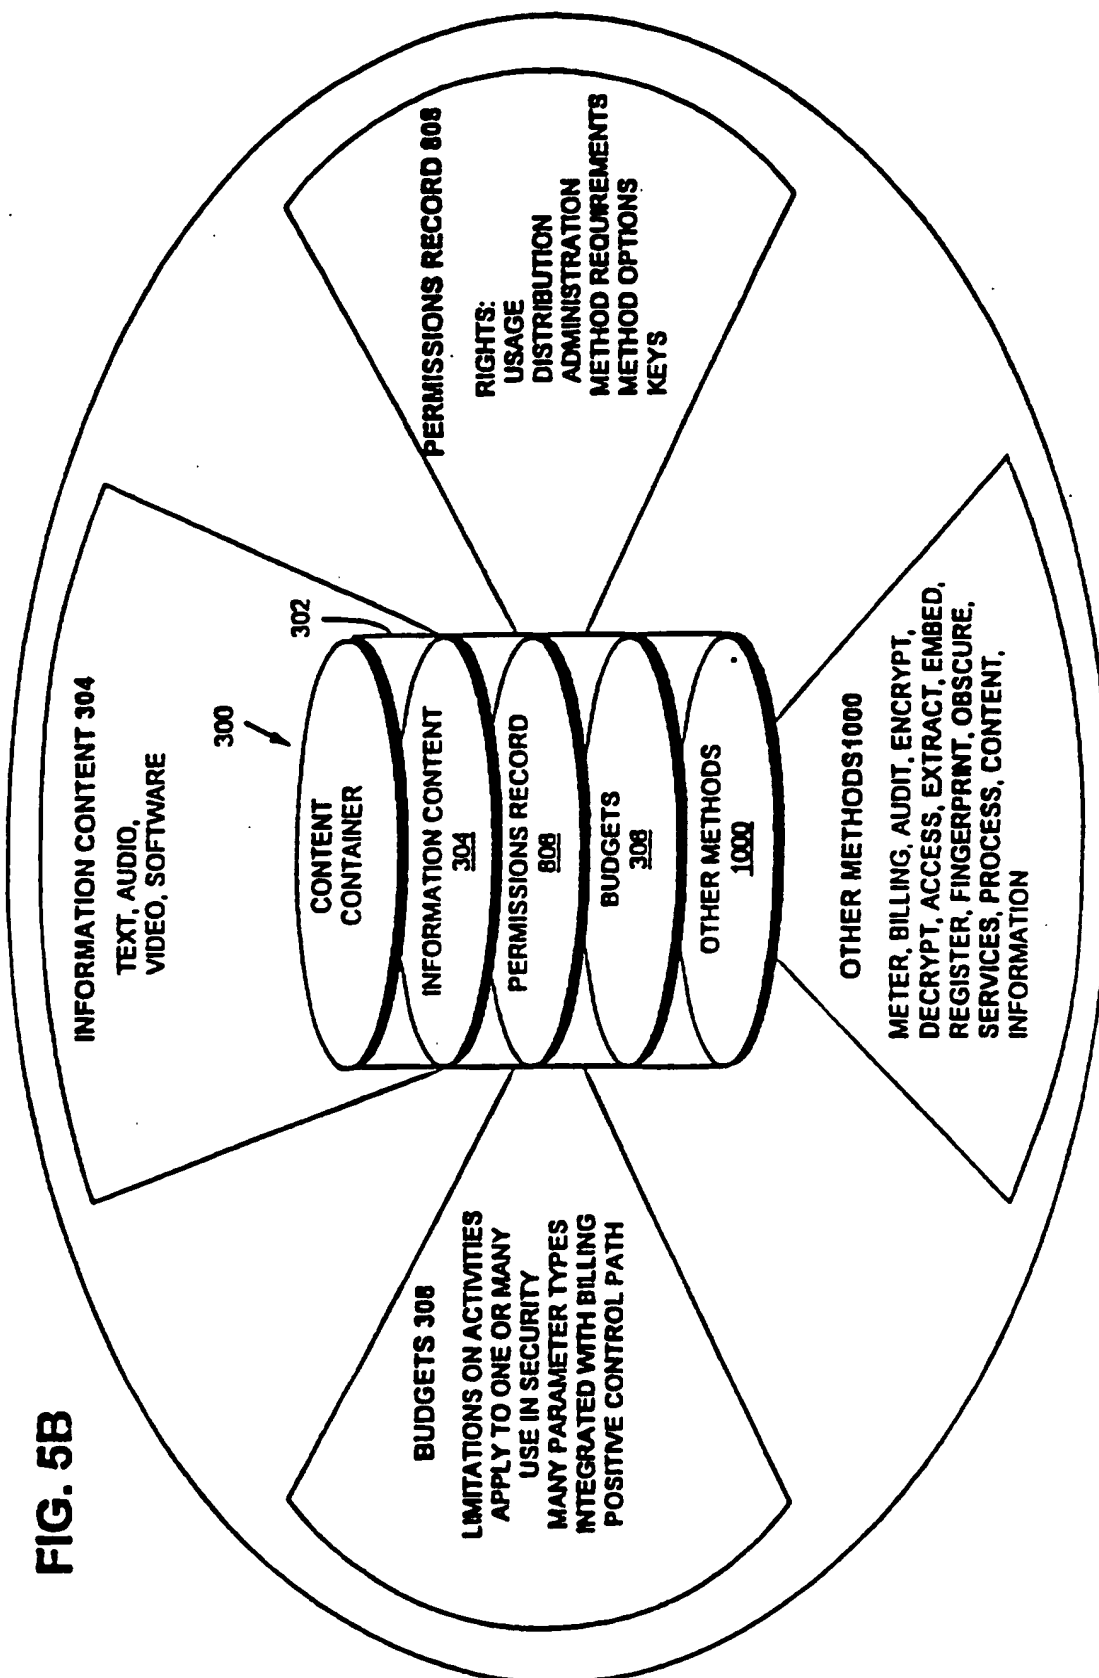 FIG. 5B
INFORMATION CONTENT 304
TEXT, AUDIO,
VIDEO, SOFTWARE
300
302
CONTENT
CONTAINER
INFORMATION CONTENT
304
PERMISSIONS RECORD
808
BUDGETS
308
OTHER METHODS
1000
BUDGETS 308
LIMITATIONS ON ACTIVITIES
APPLY TO ONE OR MANY
USE IN SECURITY
MANY PARAMETER TYPES
INTEGRATED WITH BILLING
POSITIVE CONTROL PATH
PERMISSIONS RECORD 808
RIGHTS:
USAGE
DISTRIBUTION
ADMINISTRATION
METHOD REQUIREMENTS
METHOD OPTIONS
KEYS
OTHER METHODS1000
METER, BILLING, AUDIT, ENCRYPT,
DECRYPT, ACCESS, EXTRACT, EMBED,
REGISTER, FINGERPRINT, OBSCURE,
SERVICES, PROCESS, CONTENT,
INFORMATION